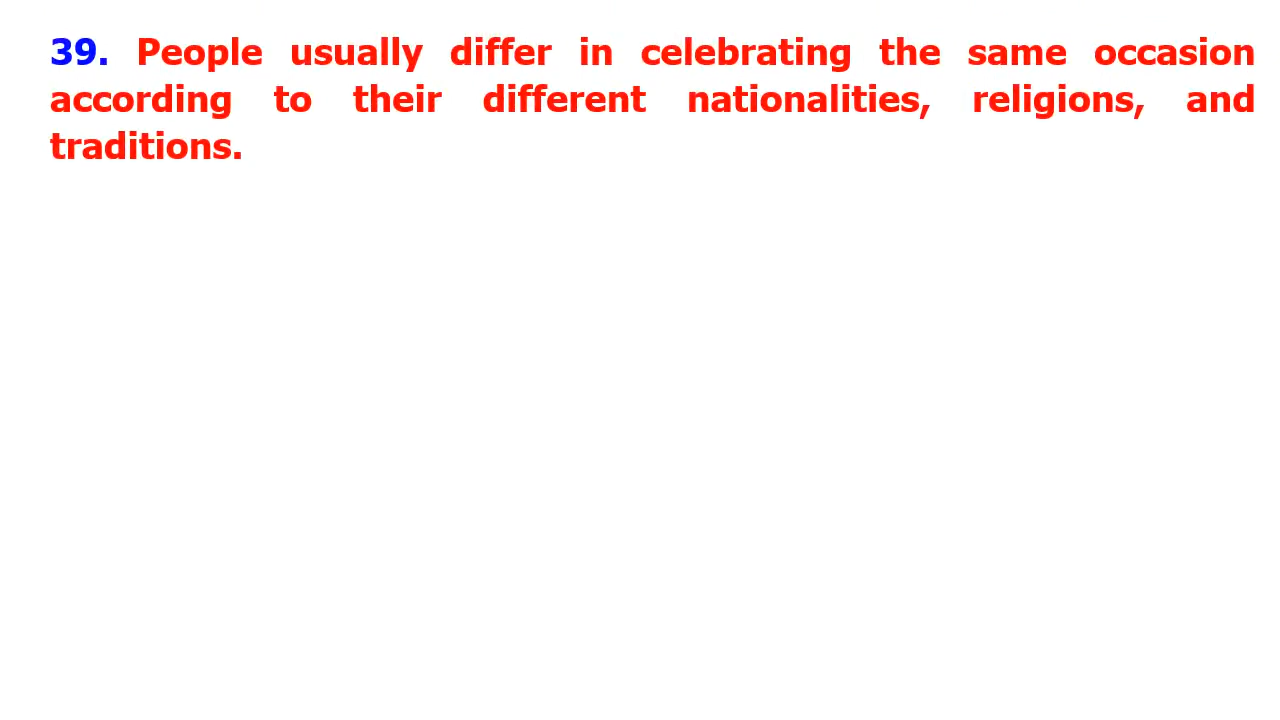 39. People usually differ in celebrating the same occasion
according to their different nationalities, religions, and
traditions.